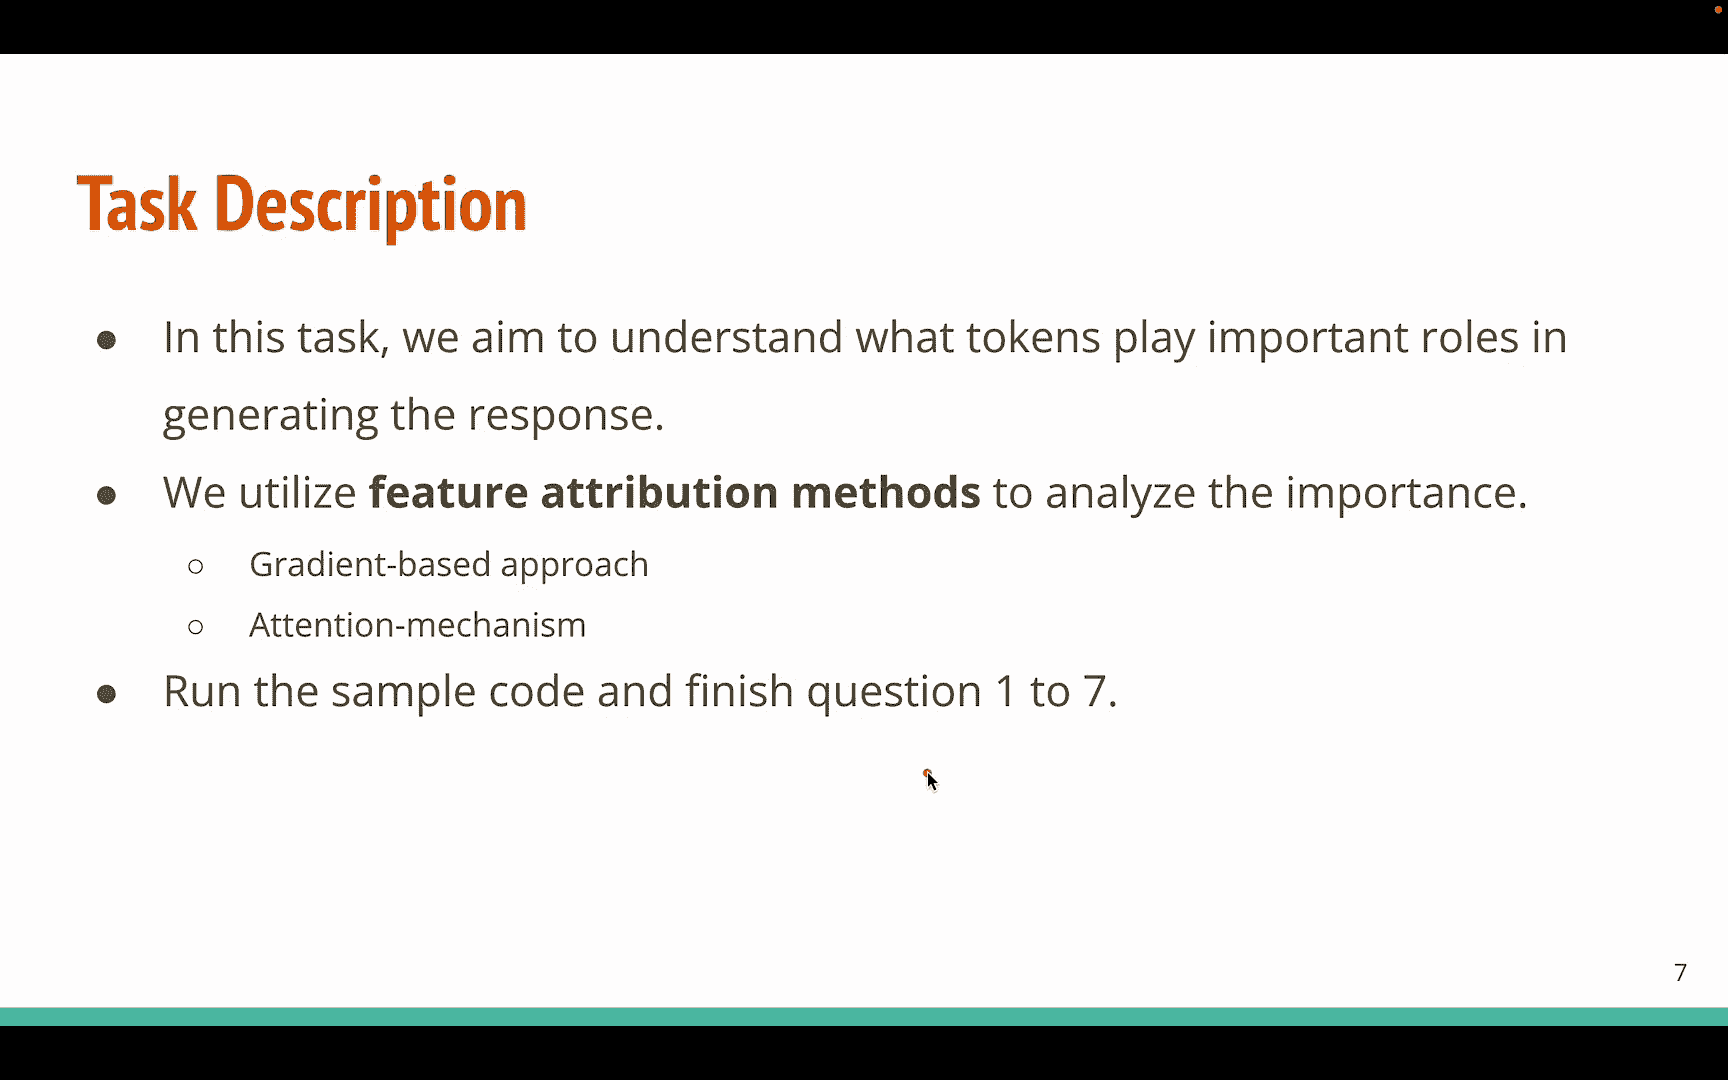 Task Description
● In this task, we aim to understand what tokens play important roles in
generating the response.
● We utilize feature attribution methods to analyze the importance.
○ Gradient-based approach
○ Attention-mechanism
● Run the sample code and finish question 1 to 7.
7